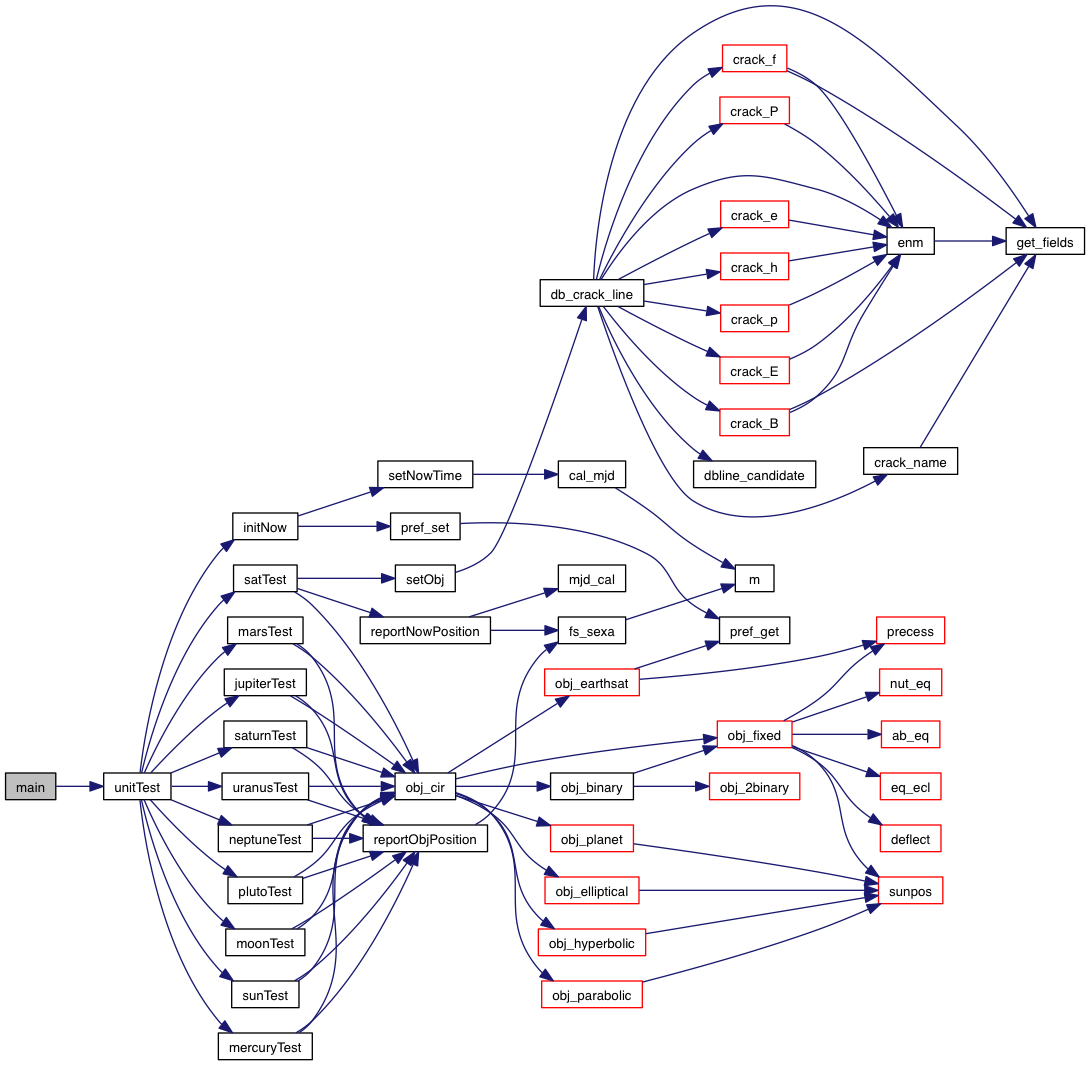 main
unitTest
initNow
satTest
marsTest
jupiterTest
saturnTest
uranusTest
neptuneTest
plutoTest
moonTest
sunTest
mercuryTest
setNowTime
pref_set
setObj
reportNowPosition
obj_cir
reportObjPosition
db_crack_line
cal_mjd
mjd_cal
fs_sexa
obj_earthsat
obj_binary
obj_planet
obj_elliptical
obj_hyperbolic
obj_parabolic
crack_f
crack_P
crack_e
crack_h
crack_p
crack_E
crack_B
dbline_candidate
m
pref_get
obj_fixed
obj_2binary
enm
crack_name
precess
nut_eq
ab_eq
eq_ecl
deflect
sunpos
get_fields